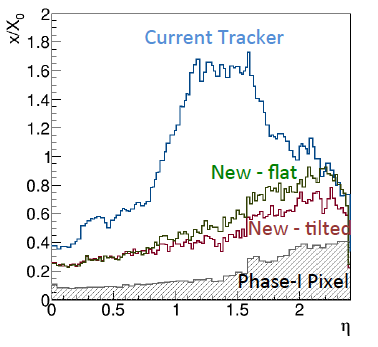 x/X₀
2
1.8
1.6
1.4
1.2
1
0.8
0.6
0.4
0.2
0
Current Tracker
New - flat
New - tilted
Phase-I Pixel
0 0.5 1 1.5 2
η